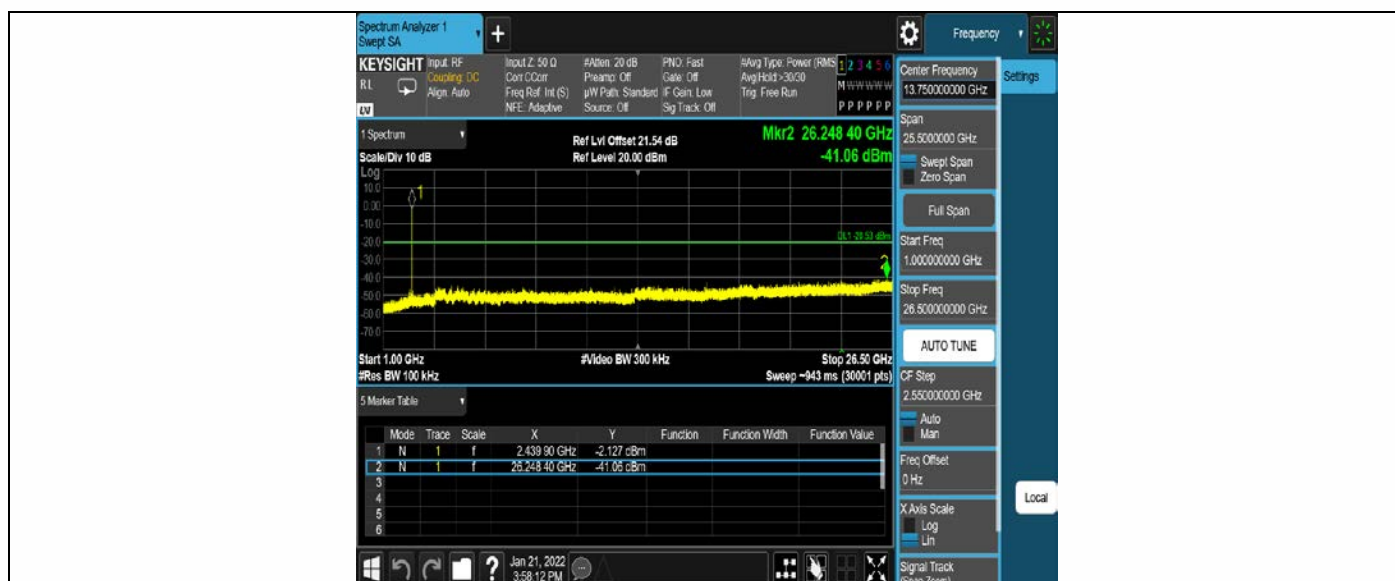 Spectrum Analyzer 1
Swept SA
+
Frequency
KEYSIGHT
RL
LV
Input: RF
Coupling: DC
Align: Auto
Input Z: 50 Ω
Corr CCorr
Freq Ref: Int (S)
NFE: Adaptive
#Atten: 20 dB
Preamp: Off
µW Path: Standard
Source: Off
PNO: Fast
Gate: Off
IF Gain: Low
Sig Track: Off
#Avg Type: Power (RMS
Avg|Hold:>30/30
Trig: Free Run
1 2 3 4 5 6
M W W W W W
P P P P P P
1 Spectrum
Scale/Div 10 dB
Log
Ref Lvl Offset 21.54 dB
Ref Level 20.00 dBm
Mkr2 26.248 40 GHz
-41.06 dBm
10.0
0.00
-10.0
-20.0
-30.0
-40.0
-50.0
-60.0
-70.0
1
2
DL1 -20.53 dBm
Start 1.00 GHz
#Res BW 100 kHz
#Video BW 300 kHz
Stop 26.50 GHz
Sweep ~943 ms (30001 pts)
5 Marker Table
Mode Trace Scale X Y Function Function Width Function Value
1 N 1 f 2.439 90 GHz -2.127 dBm
2 N 1 f 26.248 40 GHz -41.06 dBm
3
4
5
6
Jan 21, 2022
3:58:12 PM
?
Center Frequency
13.750000000 GHz
Settings
Span
25.5000000 GHz
Swept Span
Zero Span
Full Span
Start Freq
1.000000000 GHz
Stop Freq
26.500000000 GHz
AUTO TUNE
CF Step
2.550000000 GHz
Auto
Man
Freq Offset
0 Hz
X Axis Scale
Log
Lin
Local
Signal Track
(Span Zoom)